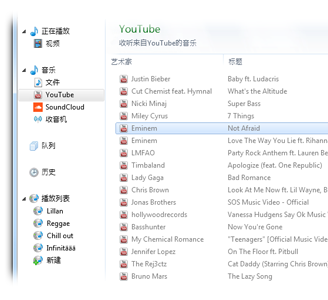 正在播放
视频
音乐
文件
YouTube
SoundCloud
收音机
队列
历史
播放列表
Lillan
Reggae
Chill out
Infinitááá
新建
YouTube
收听来自YouTube的音乐
艺术家 标题
Justin Bieber Baby ft. Ludacris
Cut Chemist feat. Hymnal What's the Altitude
Nicki Minaj Super Bass
Miley Cyrus 7 Things
Eminem Not Afraid
Eminem Love The Way You Lie ft. Rihann
LMFAO Party Rock Anthem ft. Lauren Be
Timbaland Apologize (feat. One Republic)
Lady Gaga Bad Romance
Chris Brown Look At Me Now ft. Lil Wayne, B
Jonas Brothers SOS Music Video - Official
hollywoodrecords Vanessa Hudgens Say Ok Music
Basshunter Now You're Gone
My Chemical Romance "Teenagers" [Official Music Vide
Jennifer Lopez On The Floor ft. Pitbull
The Rej3ctz Cat Daddy (Starring Chris Brown)
Bruno Mars The Lazy Song